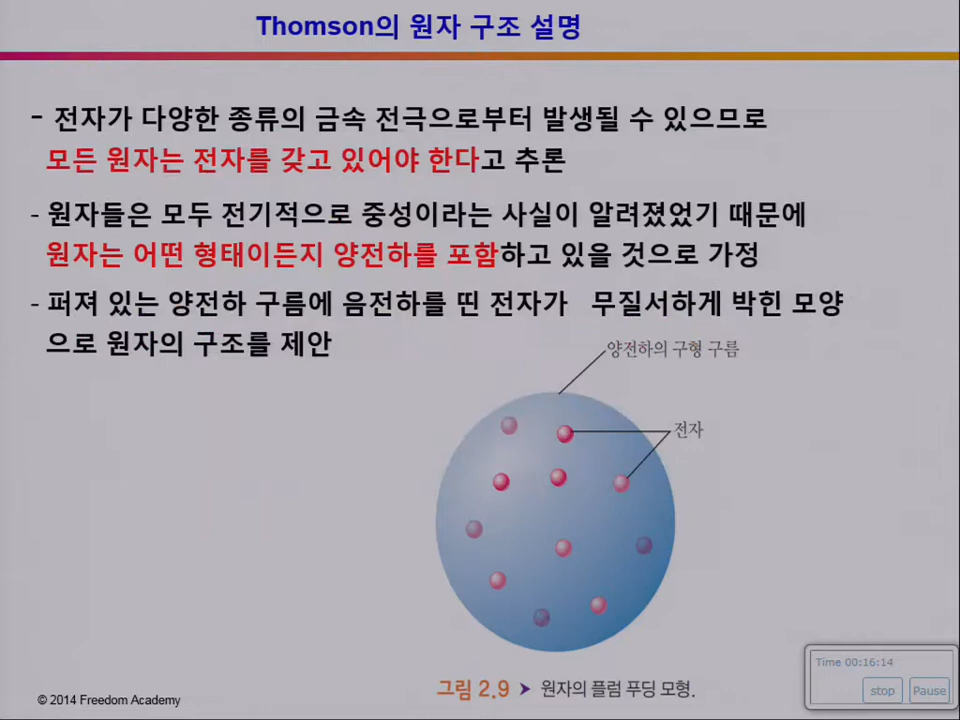 Thomson의 원자 구조 설명
- 전자가 다양한 종류의 금속 전극으로부터 발생될 수 있으므로
모든 원자는 전자를 갖고 있어야 한다고 추론
- 원자들은 모두 전기적으로 중성이라는 사실이 알려졌었기 때문에
원자는 어떤 형태이든지 양전하를 포함하고 있을 것으로 가정
- 퍼져 있는 양전하 구름에 음전하를 띤 전자가 무질서하게 박힌 모양
으로 원자의 구조를 제안
양전하의 구형 구름
전자
그림 2.9 ➤ 원자의 플럼 푸딩 모형.
Time 00:16:14
stop Pause
© 2014 Freedom Academy